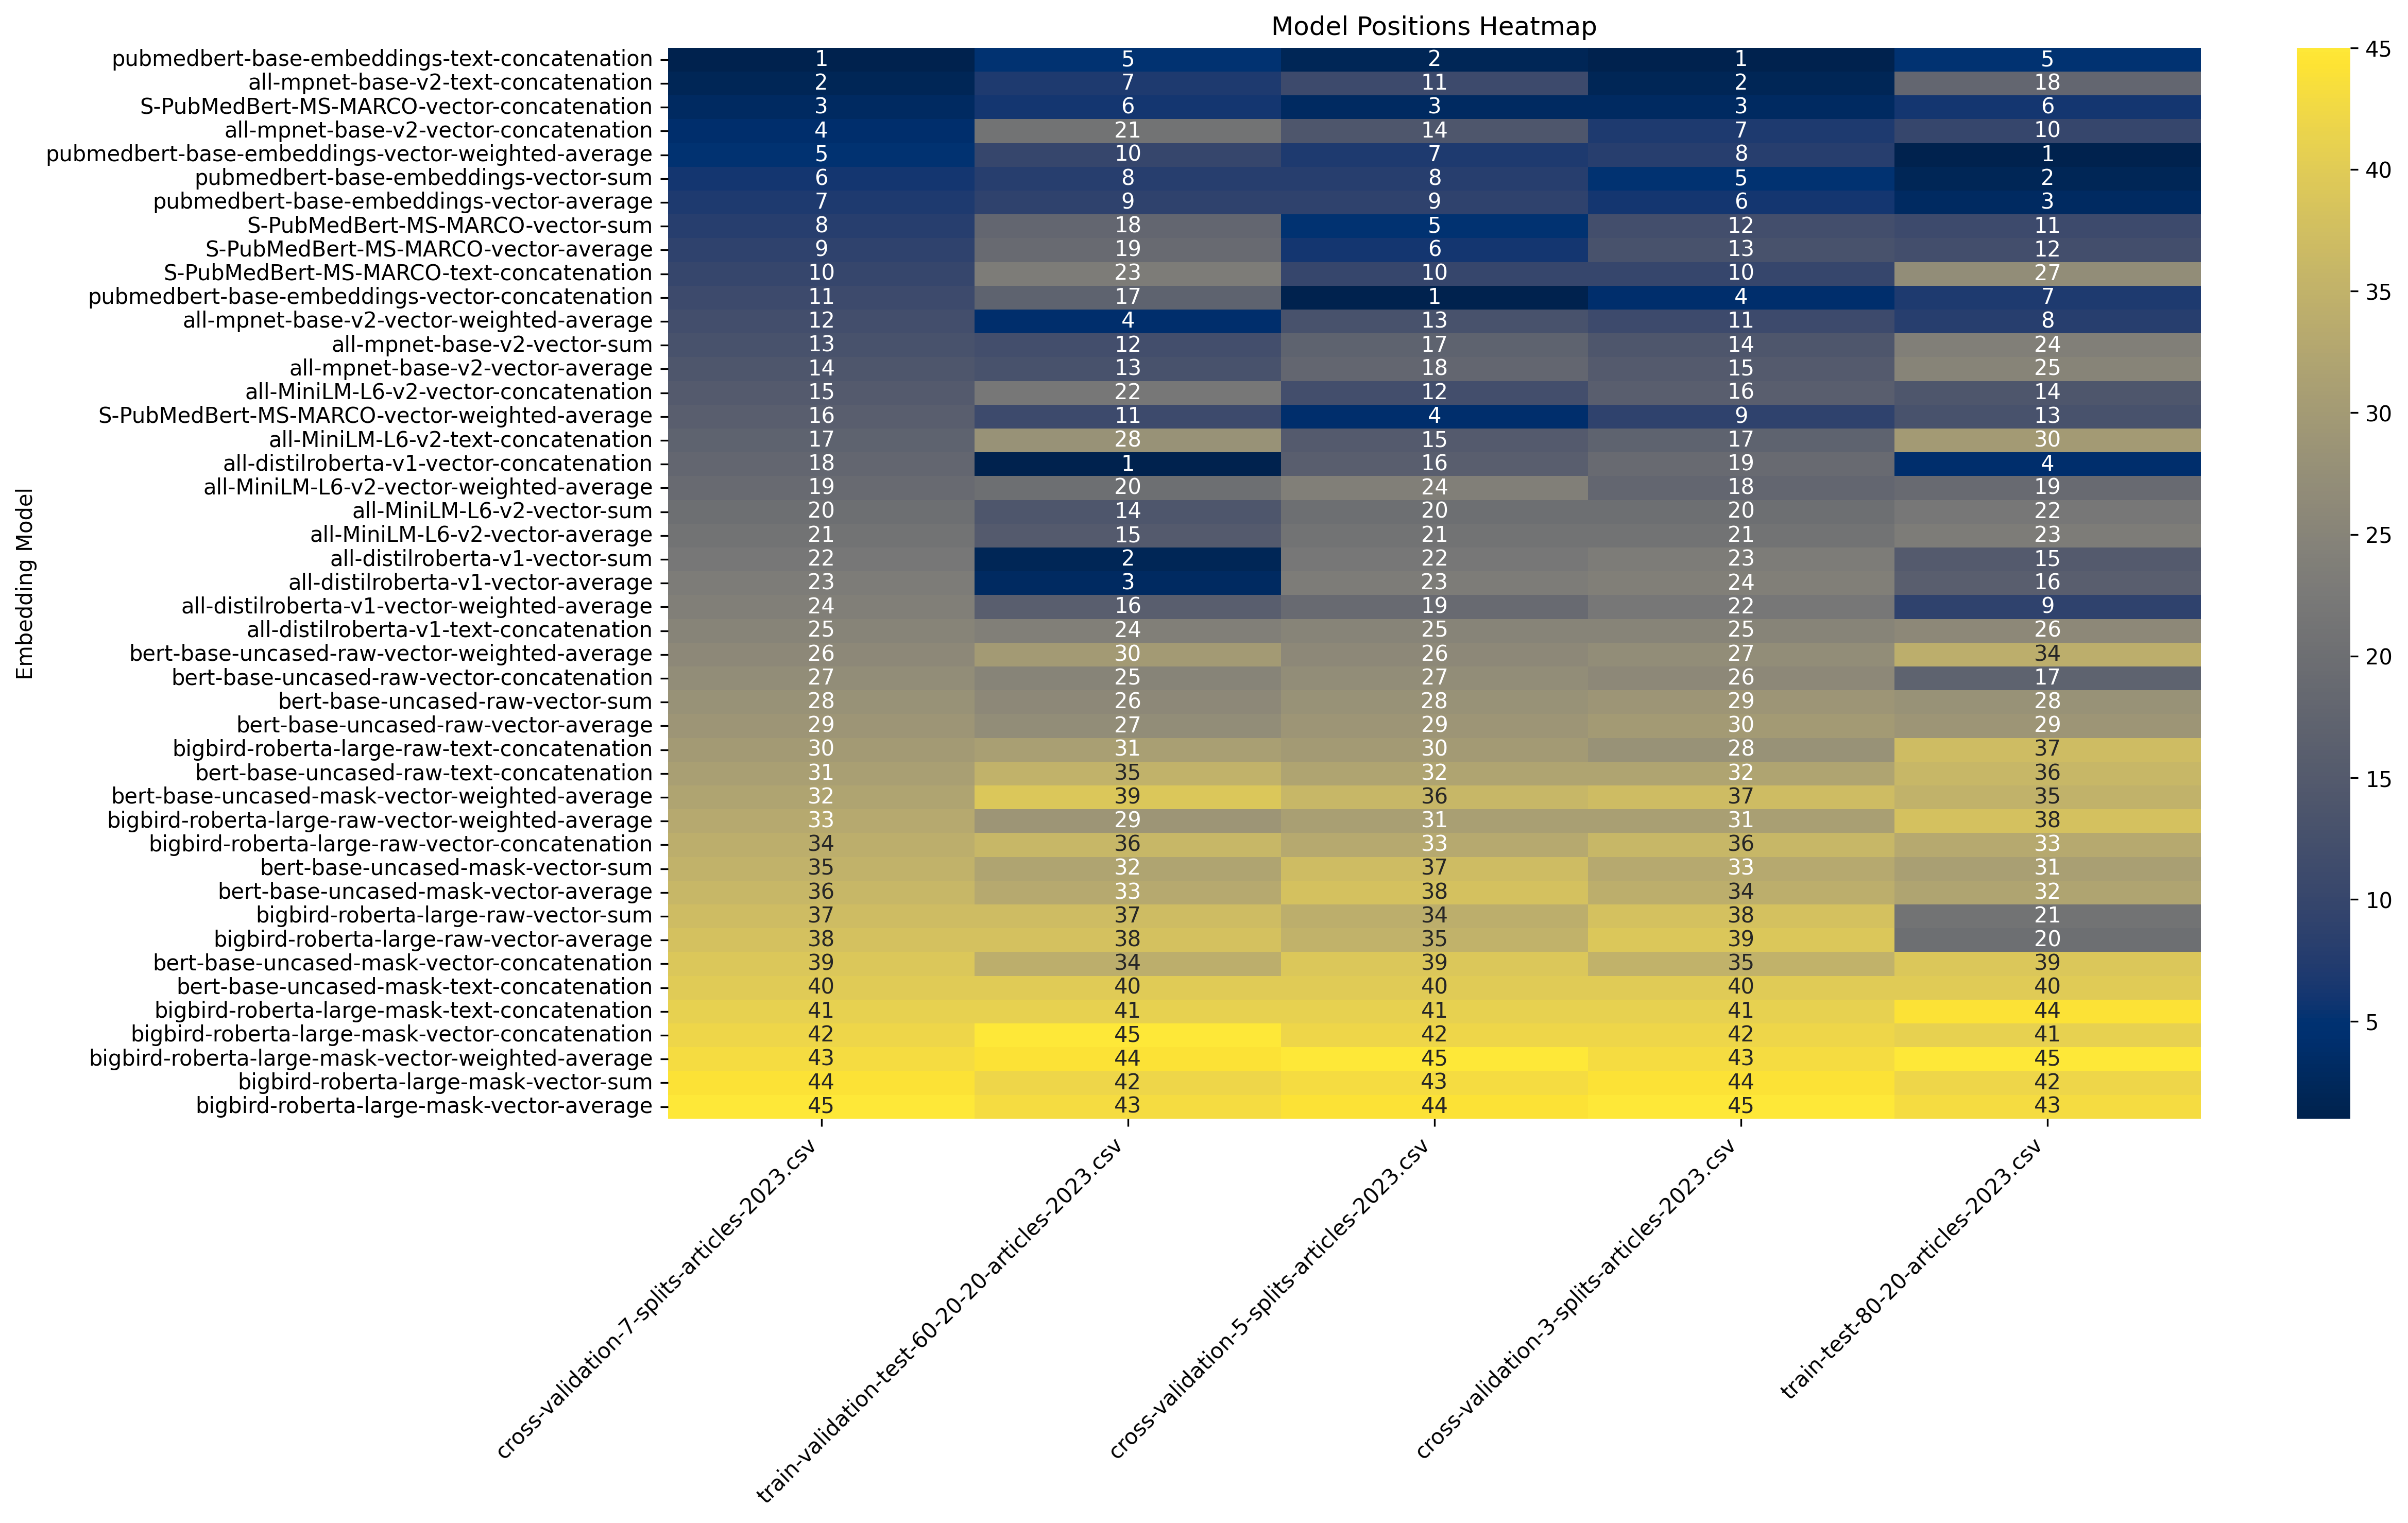 Model Positions Heatmap
Embedding Model
pubmedbert-base-embeddings-text-concatenation 1 5 2 1 5
all-mpnet-base-v2-text-concatenation 2 7 11 2 18
S-PubMedBert-MS-MARCO-vector-concatenation 3 6 3 3 6
all-mpnet-base-v2-vector-concatenation 4 21 14 7 10
pubmedbert-base-embeddings-vector-weighted-average 5 10 7 8 1
pubmedbert-base-embeddings-vector-sum 6 8 8 5 2
pubmedbert-base-embeddings-vector-average 7 9 9 6 3
S-PubMedBert-MS-MARCO-vector-sum 8 18 5 12 11
S-PubMedBert-MS-MARCO-vector-average 9 19 6 13 12
S-PubMedBert-MS-MARCO-text-concatenation 10 23 10 10 27
pubmedbert-base-embeddings-vector-concatenation 11 17 1 4 7
all-mpnet-base-v2-vector-weighted-average 12 4 13 11 8
all-mpnet-base-v2-vector-sum 13 12 17 14 24
all-mpnet-base-v2-vector-average 14 13 18 15 25
all-MiniLM-L6-v2-vector-concatenation 15 22 12 16 14
S-PubMedBert-MS-MARCO-vector-weighted-average 16 11 4 9 13
all-MiniLM-L6-v2-text-concatenation 17 28 15 17 30
all-distilroberta-v1-vector-concatenation 18 1 16 19 4
all-MiniLM-L6-v2-vector-weighted-average 19 20 24 18 19
all-MiniLM-L6-v2-vector-sum 20 14 20 20 22
all-MiniLM-L6-v2-vector-average 21 15 21 21 23
all-distilroberta-v1-vector-sum 22 2 22 23 15
all-distilroberta-v1-vector-average 23 3 23 24 16
all-distilroberta-v1-vector-weighted-average 24 16 19 22 9
all-distilroberta-v1-text-concatenation 25 24 25 25 26
bert-base-uncased-raw-vector-weighted-average 26 30 26 27 34
bert-base-uncased-raw-vector-concatenation 27 25 27 26 17
bert-base-uncased-raw-vector-sum 28 26 28 29 28
bert-base-uncased-raw-vector-average 29 27 29 30 29
bigbird-roberta-large-raw-text-concatenation 30 31 30 28 37
bert-base-uncased-raw-text-concatenation 31 35 32 32 36
bert-base-uncased-mask-vector-weighted-average 32 39 36 37 35
bigbird-roberta-large-raw-vector-weighted-average 33 29 31 31 38
bigbird-roberta-large-raw-vector-concatenation 34 36 33 36 33
bert-base-uncased-mask-vector-sum 35 32 37 33 31
bert-base-uncased-mask-vector-average 36 33 38 34 32
bigbird-roberta-large-raw-vector-sum 37 37 34 38 21
bigbird-roberta-large-raw-vector-average 38 38 35 39 20
bert-base-uncased-mask-vector-concatenation 39 34 39 35 39
bert-base-uncased-mask-text-concatenation 40 40 40 40 40
bigbird-roberta-large-mask-text-concatenation 41 41 41 41 44
bigbird-roberta-large-mask-vector-concatenation 42 45 42 42 41
bigbird-roberta-large-mask-vector-weighted-average 43 44 45 43 45
bigbird-roberta-large-mask-vector-sum 44 42 43 44 42
bigbird-roberta-large-mask-vector-average 45 43 44 45 43
cross-validation-7-splits-articles-2023.csv
train-validation-test-60-20-20-articles-2023.csv
cross-validation-5-splits-articles-2023.csv
cross-validation-3-splits-articles-2023.csv
train-test-80-20-articles-2023.csv
45
40
35
30
25
20
15
10
5